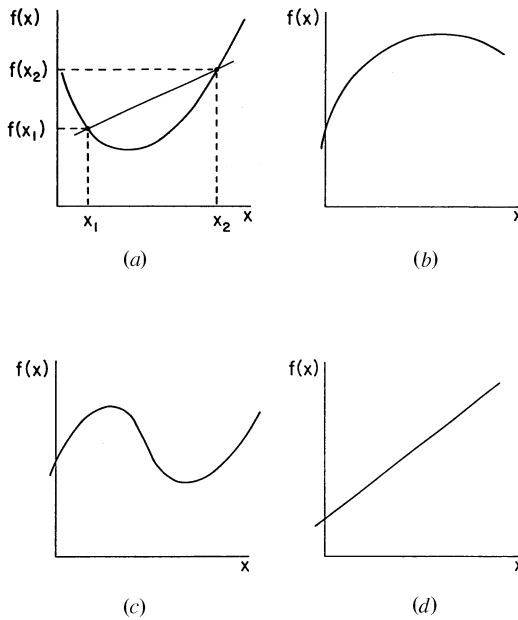 f(x)
f(x₂)
f(x₁)
x₁
x₂
x
(a)
f(x)
x
(b)
f(x)
x
(c)
f(x)
x
(d)